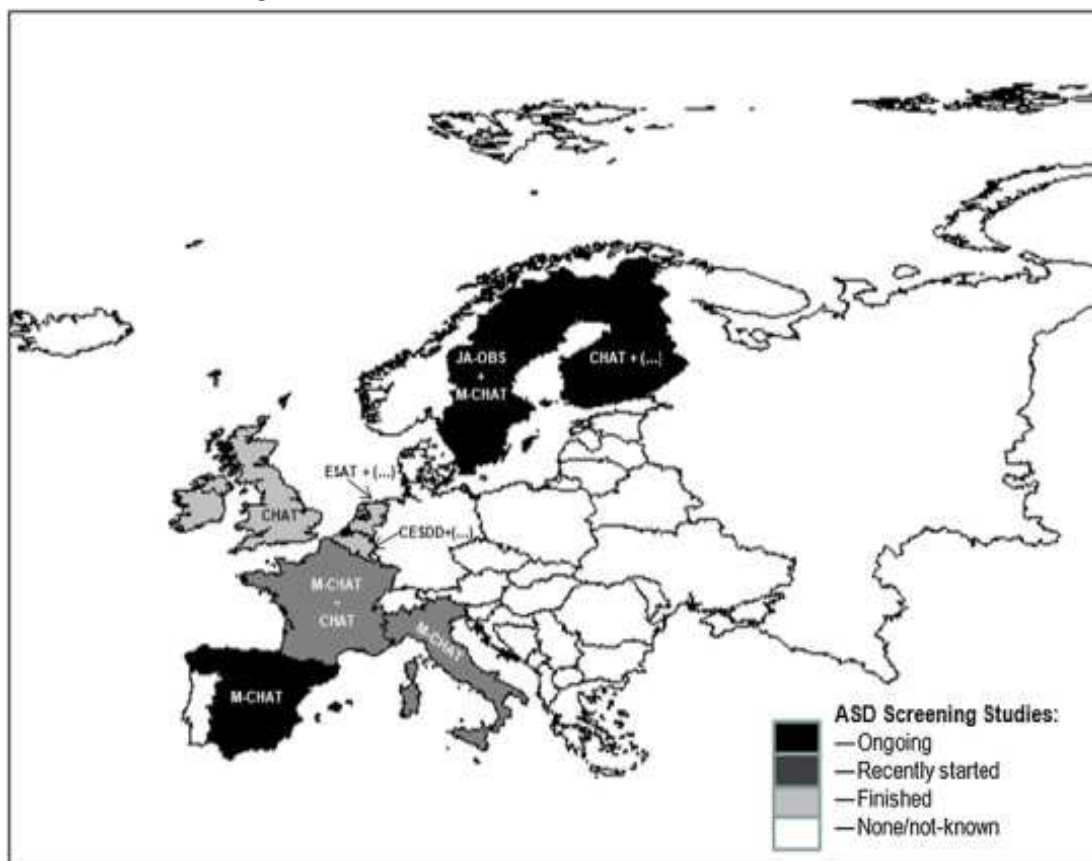 JA-OBS
+
M-CHAT
CHAT + (...)
ESAT + (...)
CHAT
CESDD+(...)
M-CHAT
+
CHAT
M-CHAT
M-CHAT
ASD Screening Studies:
—Ongoing
—Recently started
—Finished
—None/not-known